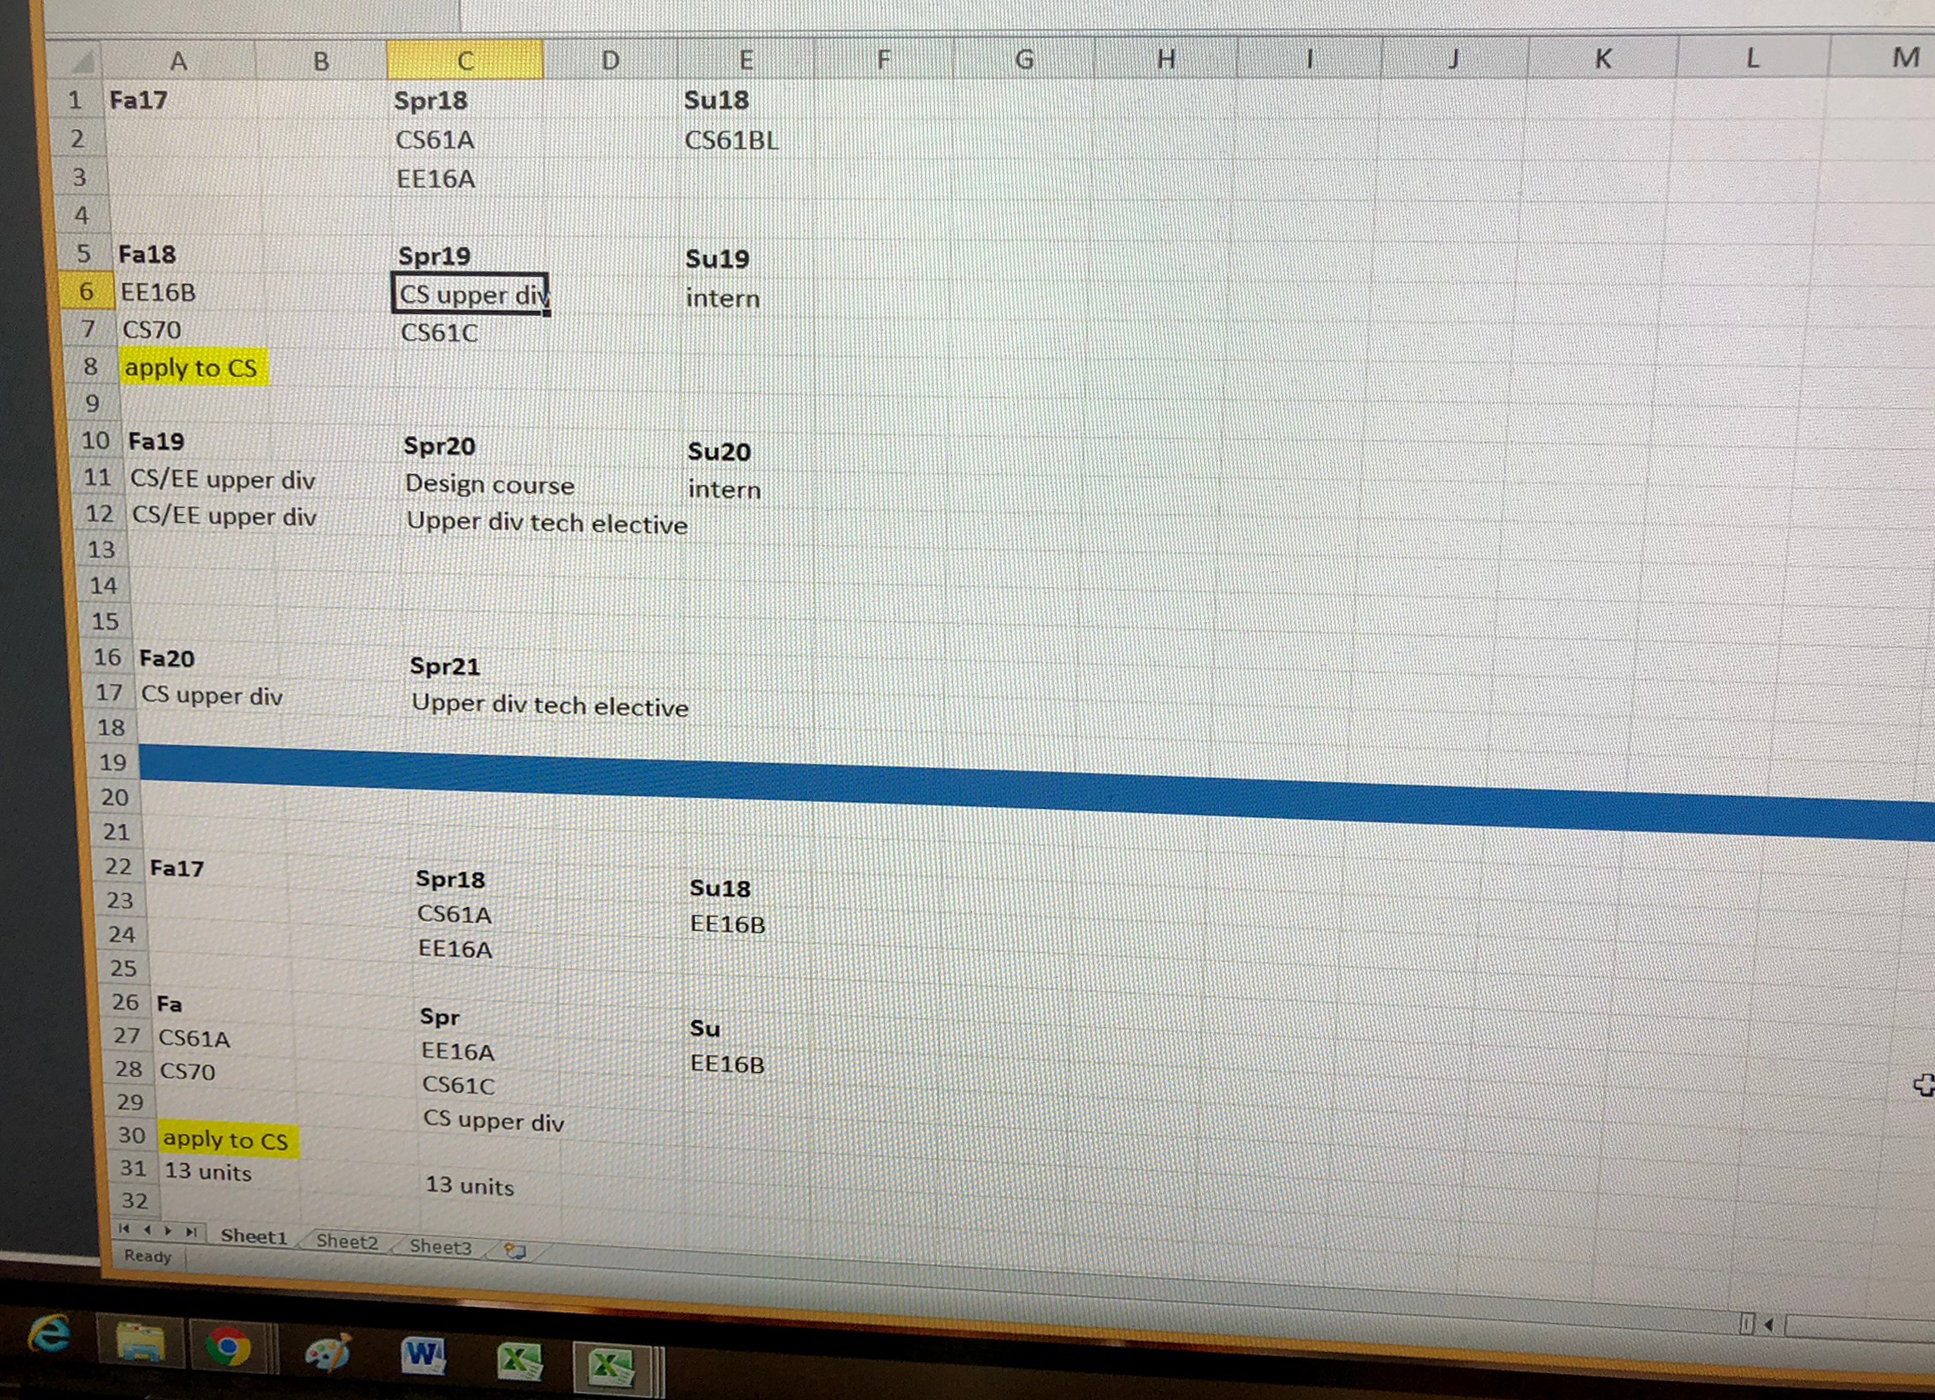 A B C D E F G H I J K L M
1 Fa17 Spr18 Su18
2 CS61A CS61BL
3 EE16A
4
5 Fa18 Spr19 Su19
6 EE16B CS upper div intern
7 CS70 CS61C
8 apply to CS
9
10 Fa19 Spr20 Su20
11 CS/EE upper div Design course intern
12 CS/EE upper div Upper div tech elective
13
14
15
16 Fa20 Spr21
17 CS upper div Upper div tech elective
18
19
20
21
22 Fa17 Spr18 Su18
23 CS61A EE16B
24 EE16A
25
26 Fa Spr Su
27 CS61A EE16A EE16B
28 CS70 CS61C
29 CS upper div
30 apply to CS
31 13 units 13 units
32
Sheet1 Sheet2 Sheet3
Ready